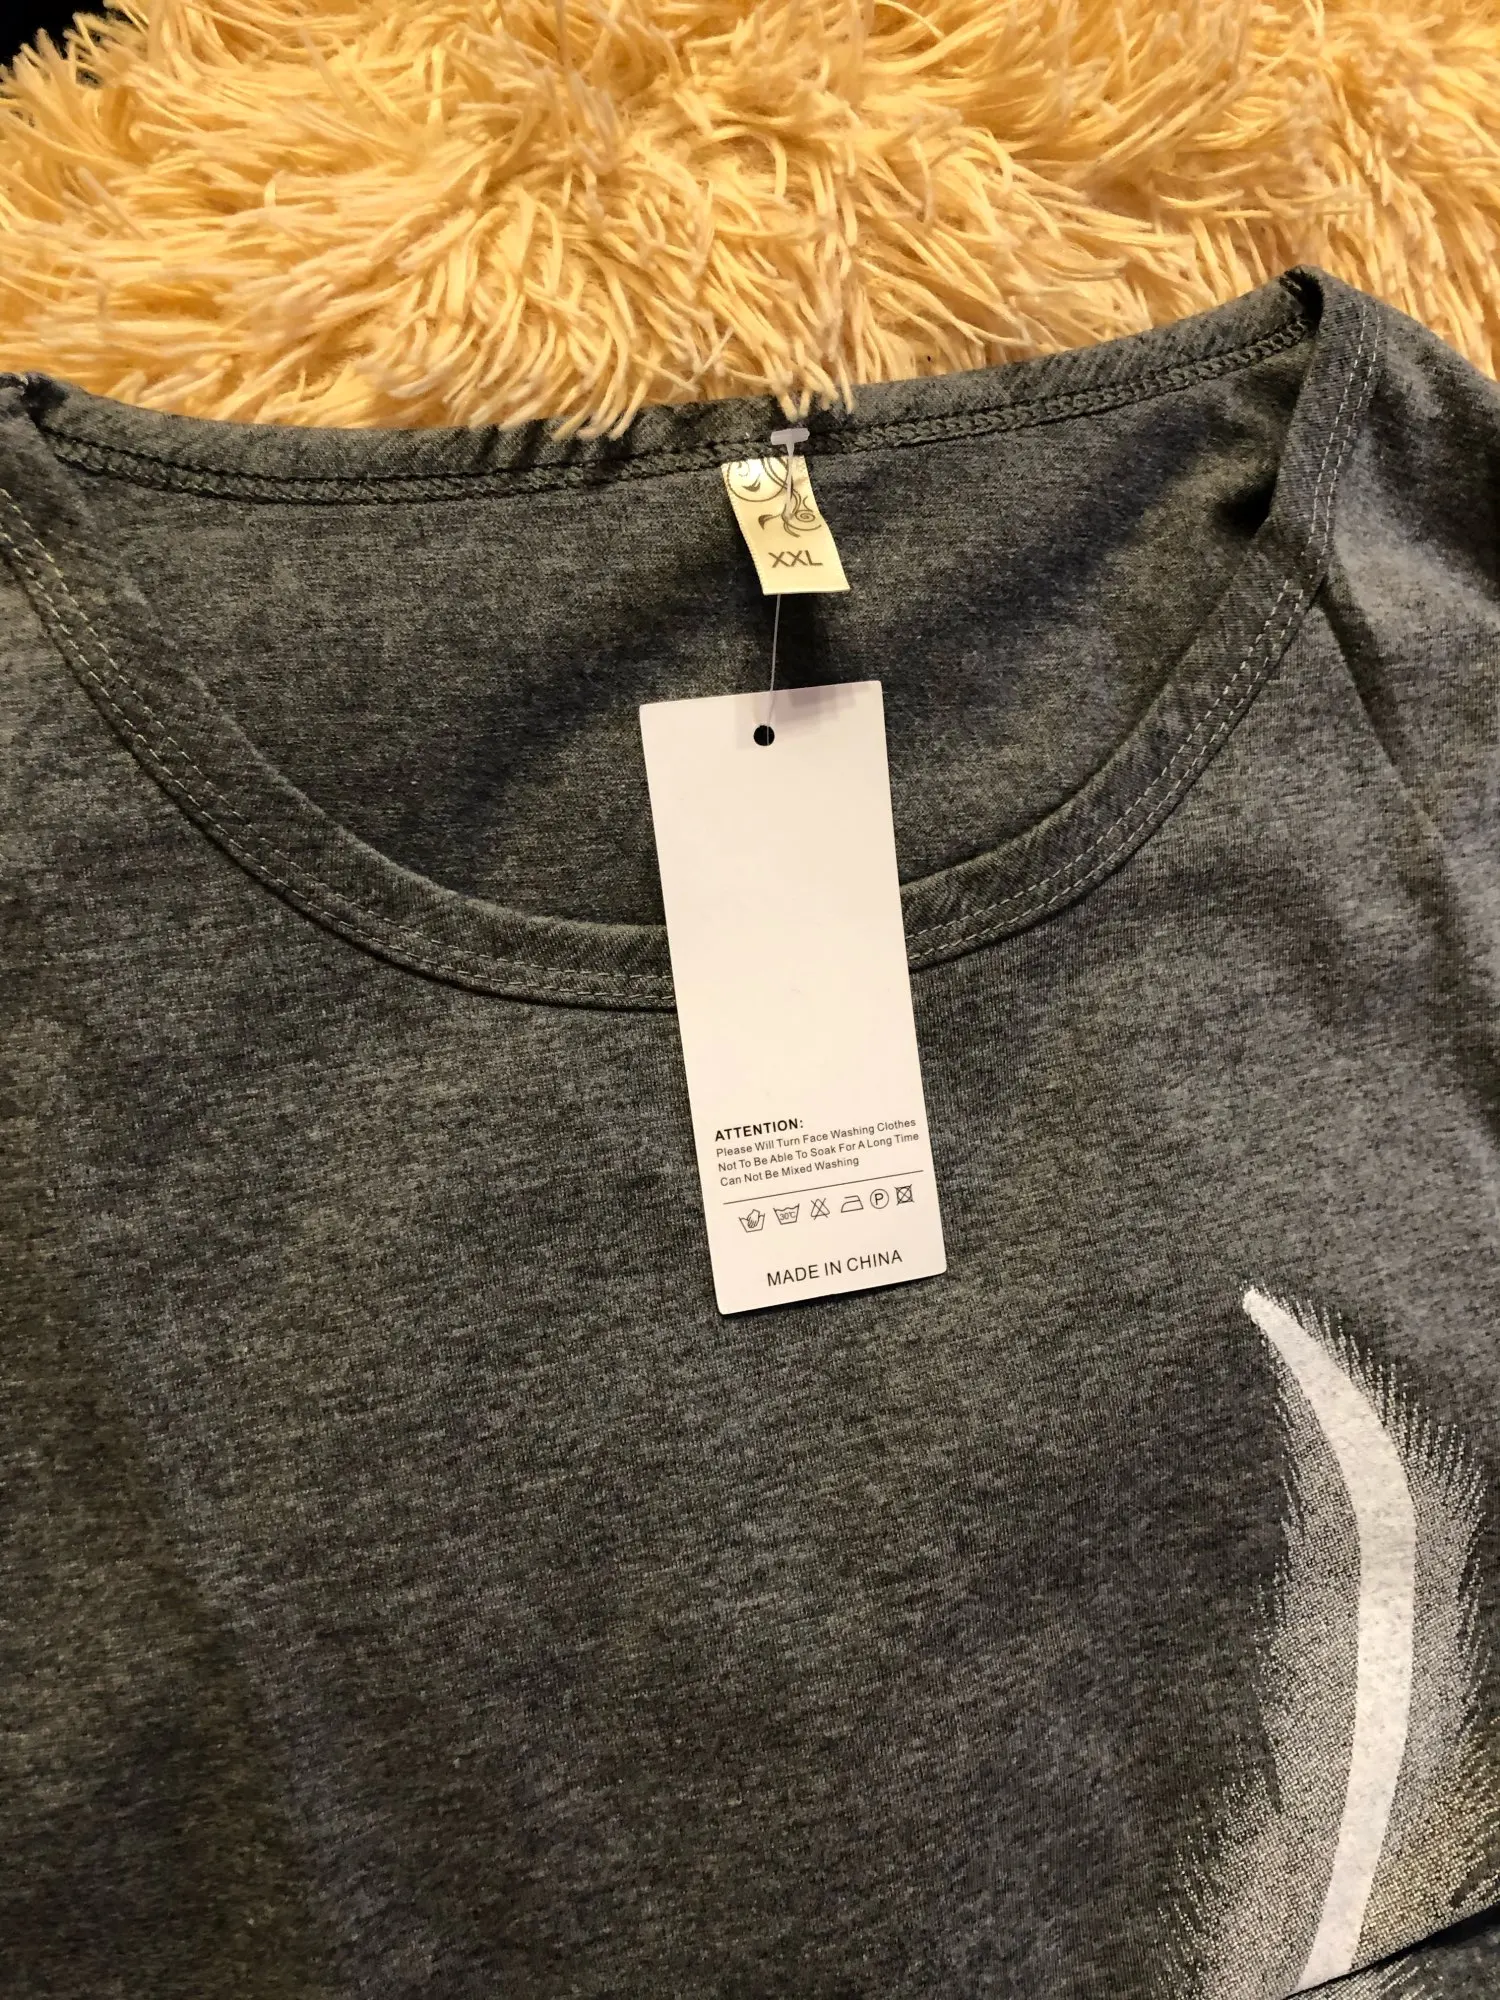 XXL
ATTENTION:
Please Will Turn Face Washing Clothes
Not To Be Able To Soak For A Long Time
Can Not Be Mixed Washing
30℃ P
MADE IN CHINA